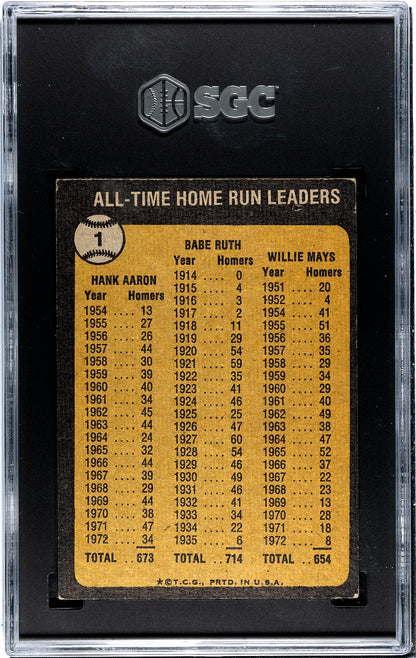 SGC
ALL-TIME HOME RUN LEADERS
1
HANK AARON
Year Homers
1954 .... 13
1955 .... 27
1956 .... 26
1957 .... 44
1958 .... 30
1959 .... 39
1960 .... 40
1961 .... 34
1962 .... 45
1963 .... 44
1964 .... 24
1965 .... 32
1966 .... 44
1967 .... 39
1968 .... 29
1969 .... 44
1970 .... 38
1971 .... 47
1972 .... 34
TOTAL .. 673
BABE RUTH
Year Homers
1914 .... 0
1915 .... 4
1916 .... 3
1917 .... 2
1918 .... 11
1919 .... 29
1920 .... 54
1921 .... 59
1922 .... 35
1923 .... 41
1924 .... 46
1925 .... 25
1926 .... 47
1927 .... 60
1928 .... 54
1929 .... 46
1930 .... 49
1931 .... 46
1932 .... 41
1933 .... 34
1934 .... 22
1935 .... 6
TOTAL .. 714
WILLIE MAYS
Year Homers
1951 .... 20
1952 .... 4
1954 .... 41
1955 .... 51
1956 .... 36
1957 .... 35
1958 .... 29
1959 .... 34
1960 .... 29
1961 .... 40
1962 .... 49
1963 .... 38
1964 .... 47
1965 .... 52
1966 .... 37
1967 .... 22
1968 .... 23
1969 .... 13
1970 .... 28
1971 .... 18
1972 .... 8
TOTAL .. 654
★©T.C.G., PRTD. IN U.S.A.